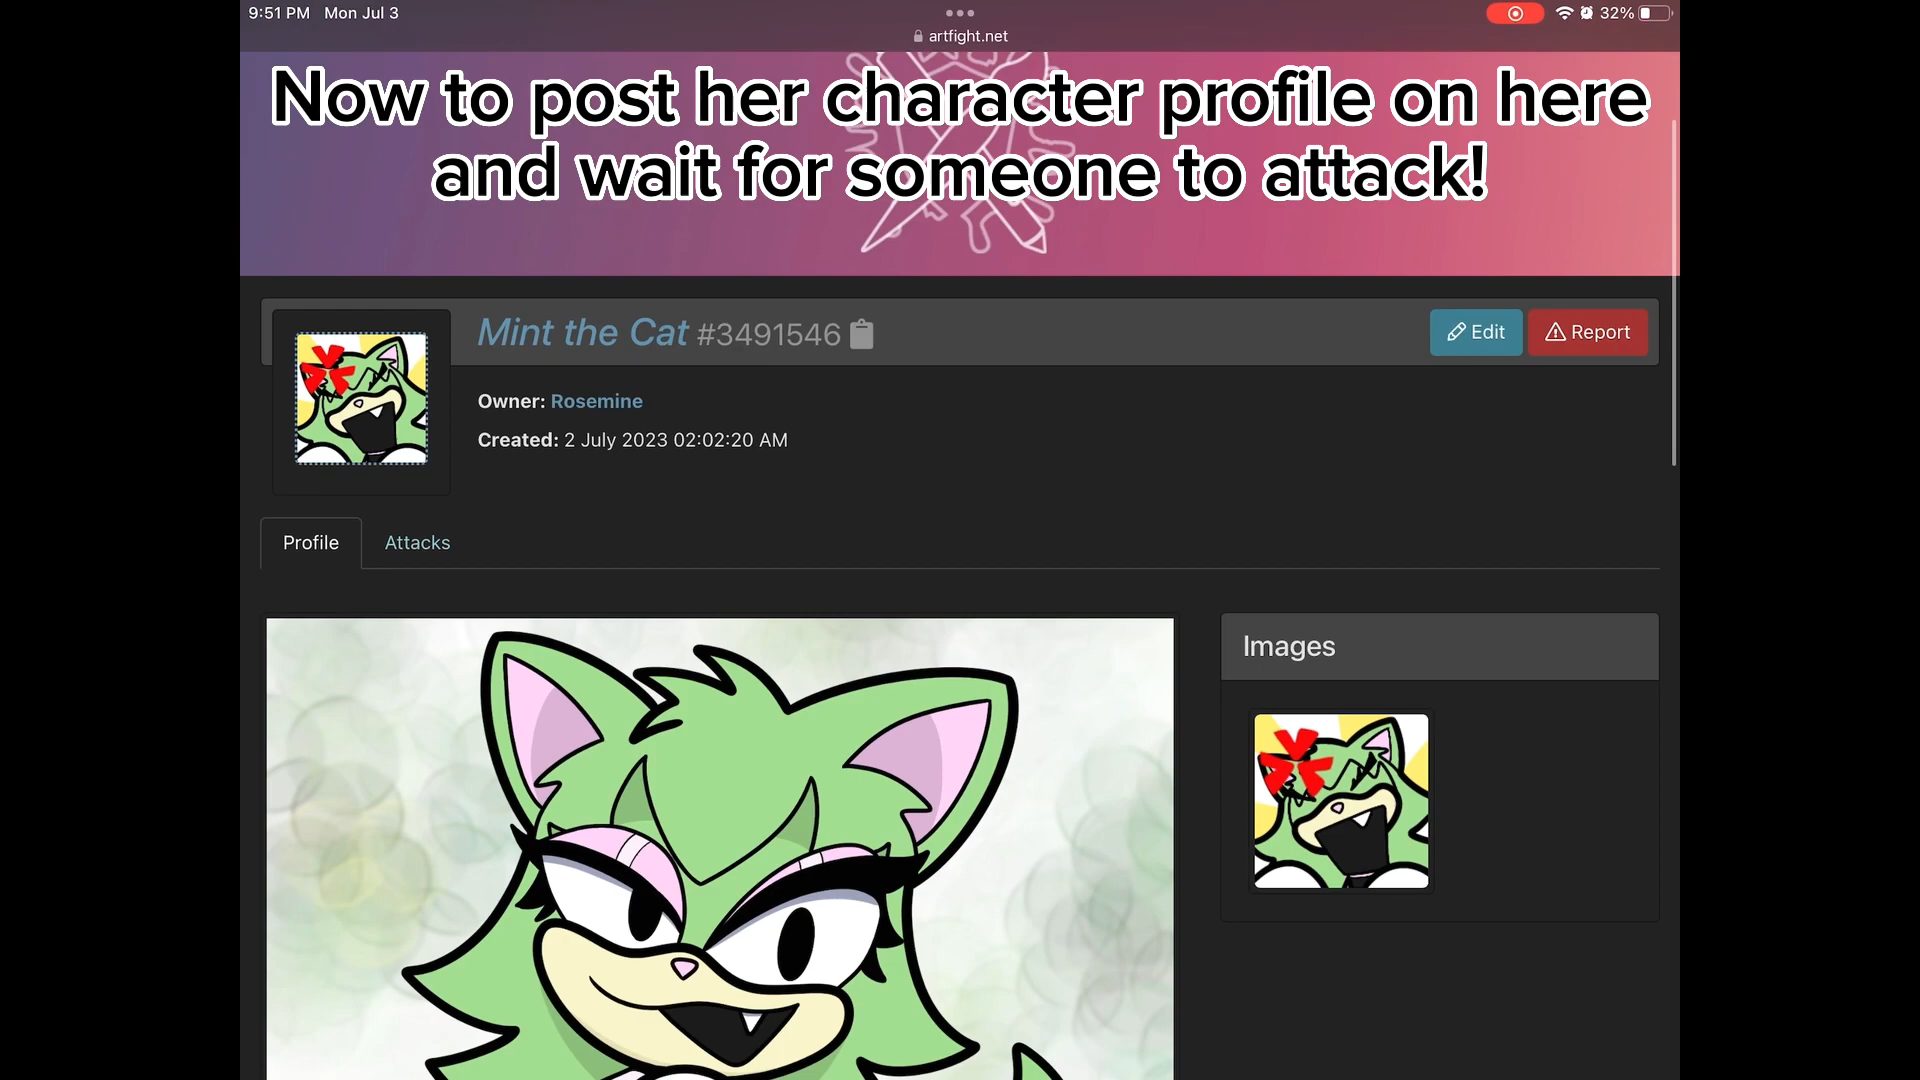 9:51 PM Mon Jul 3
32%
artfight.net
Now to post her character profile on here
and wait for someone to attack!
Mint the Cat #3491546
Edit
Report
Owner: Rosemine
Created: 2 July 2023 02:02:20 AM
Profile
Attacks
Images